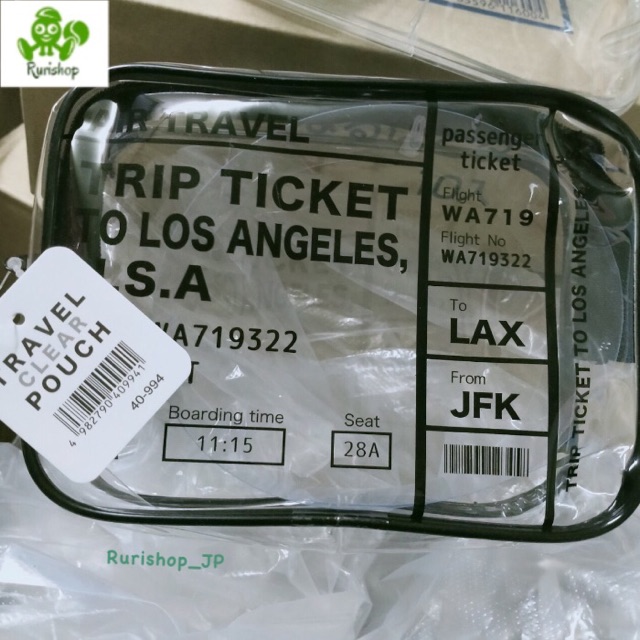 Rurishop
TRAVEL
TRIP TICKET
TO LOS ANGELES,
.S.A
WA719322
Boarding time
11:15
Seat
28A
passeng
ticket
Flight
WA719
Flight No
WA719322
To
LAX
From
JFK
TRIP TICKET TO LOS ANGELES
TRAVEL
CLEAR
POUCH
4 982790 409941
40-994
Rurishop_JP